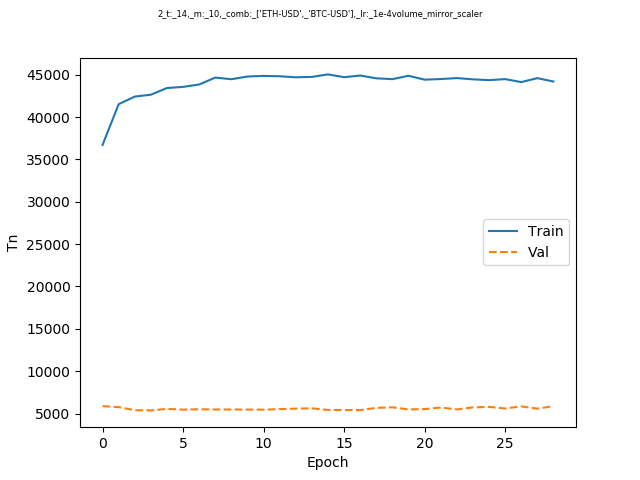 2_t:_14,_m:_10,_comb:_['ETH-USD',_'BTC-USD'],_lr:_1e-4volume_mirror_scaler
45000
40000
35000
30000
25000
20000
15000
10000
5000
Tn
Train
Val
0 5 10 15 20 25
Epoch